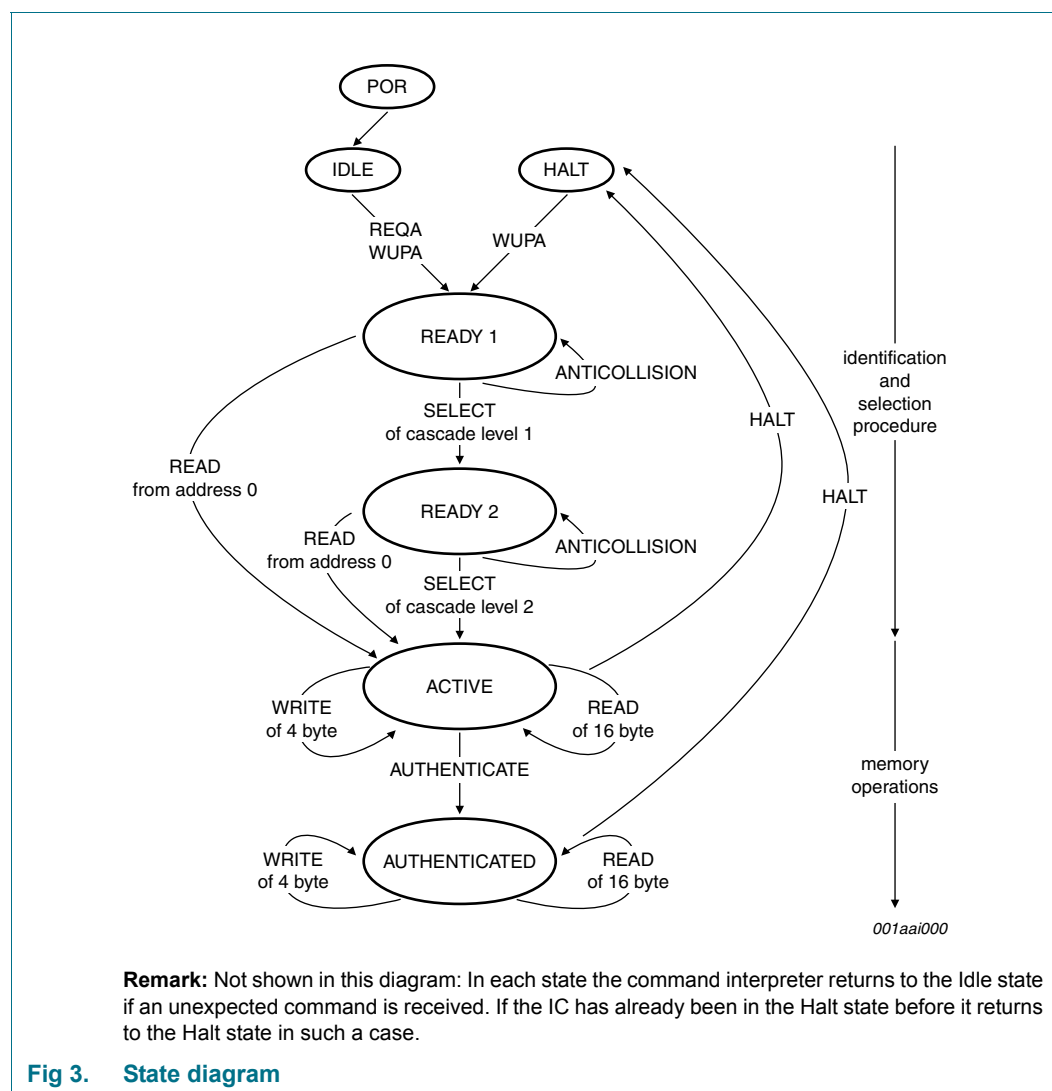 POR
IDLE
HALT
REQA
WUPA
WUPA
READY 1
ANTICOLLISION
identification
and
selection
procedure
SELECT
of cascade level 1
HALT
READ
from address 0
HALT
READY 2
READ
from address 0
ANTICOLLISION
SELECT
of cascade level 2
ACTIVE
WRITE
of 4 byte
READ
of 16 byte
AUTHENTICATE
memory
operations
WRITE
of 4 byte
AUTHENTICATED
READ
of 16 byte
001aai000
Remark: Not shown in this diagram: In each state the command interpreter returns to the Idle state
if an unexpected command is received. If the IC has already been in the Halt state before it returns
to the Halt state in such a case.
Fig 3. State diagram